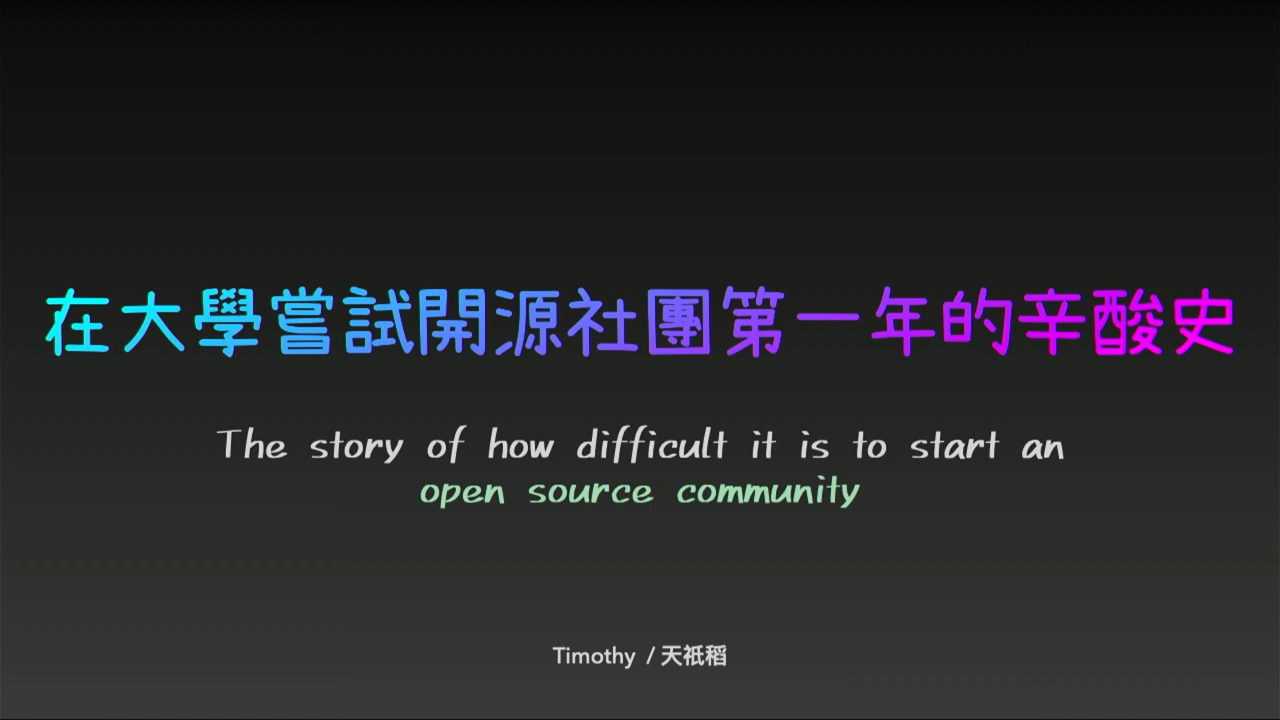 在大學嘗試開源社團第一年的辛酸史
The story of how difficult it is to start an
open source community
Timothy / 天祇稻